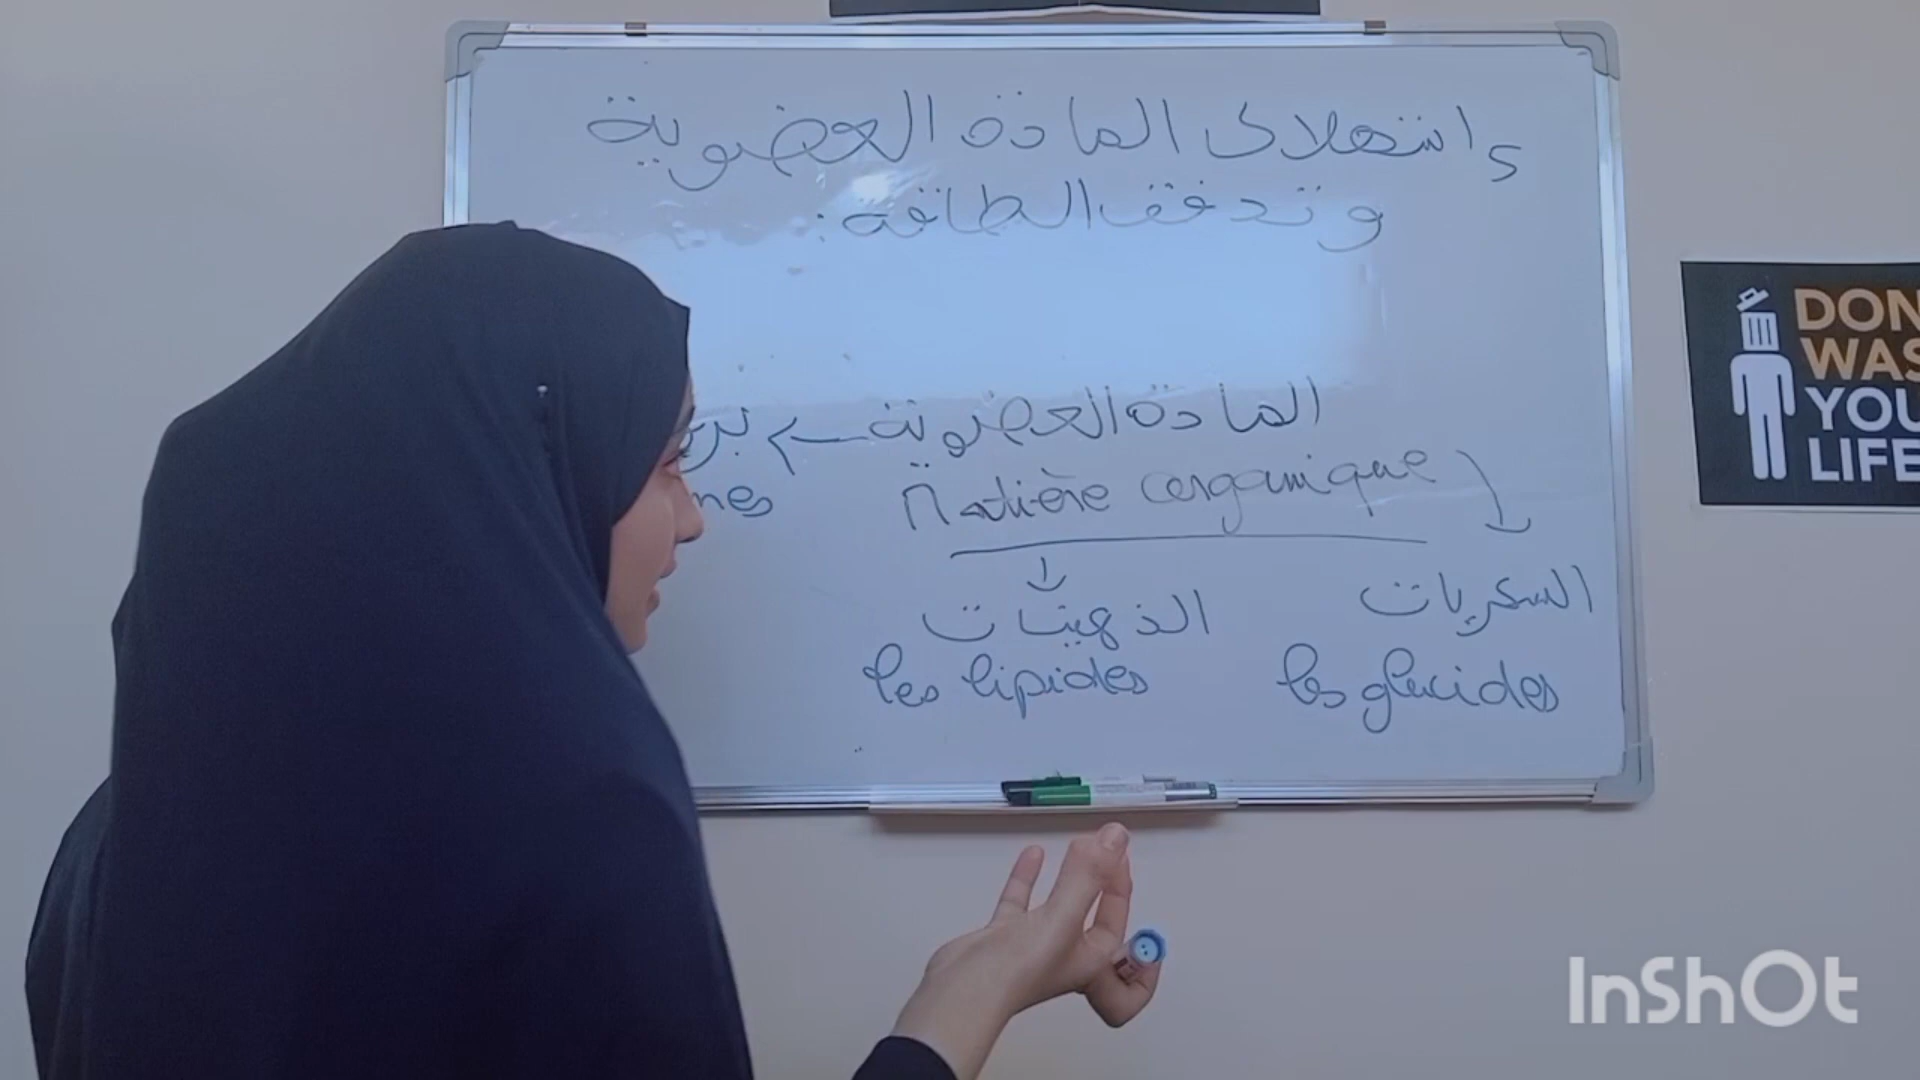 استهلاك المادة العضوية
وتدفق الطاقة:
المادة العضوية
Matière organique
السكريات
الذهنيات
les lipides
les glucides
DON
WAS
YOU
LIFE
InShOt